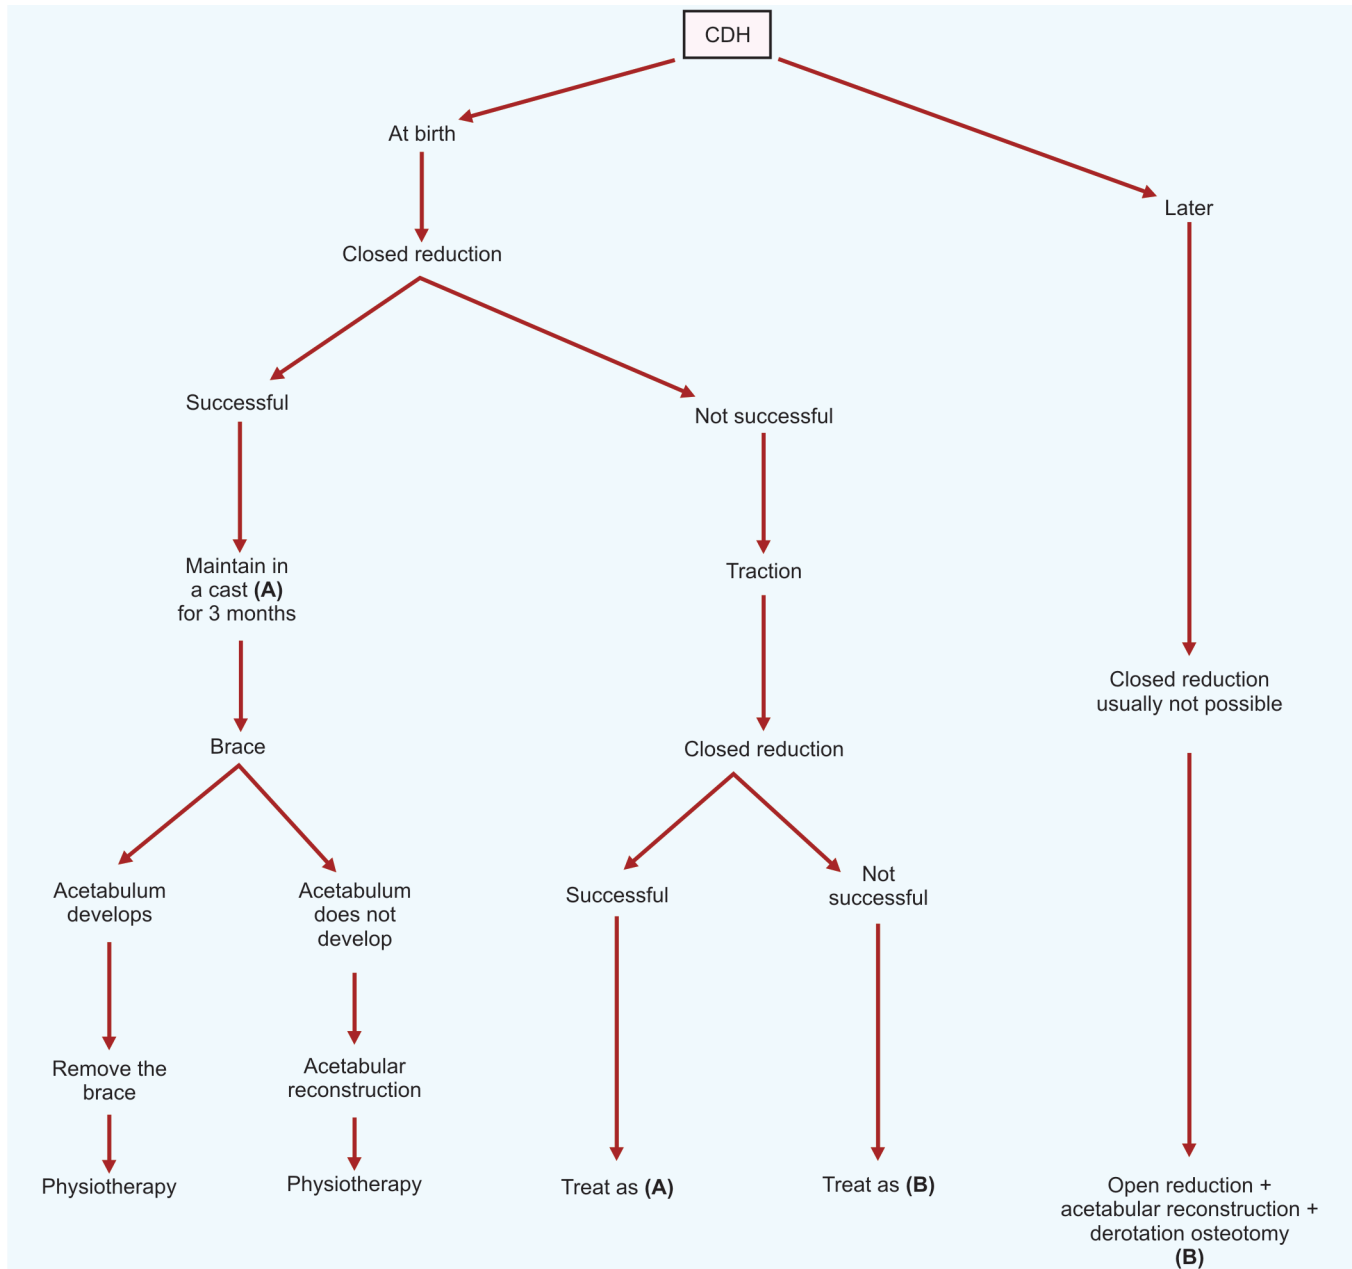 CDH
At birth
Later
Closed reduction
Successful
Not successful
Maintain in
a cast (A)
for 3 months
Traction
Closed reduction
usually not possible
Brace
Closed reduction
Acetabulum
develops
Acetabulum
does not
develop
Successful
Not
successful
Remove the
brace
Acetabular
reconstruction
Physiotherapy
Physiotherapy
Treat as (A)
Treat as (B)
Open reduction +
acetabular reconstruction +
derotation osteotomy
(B)